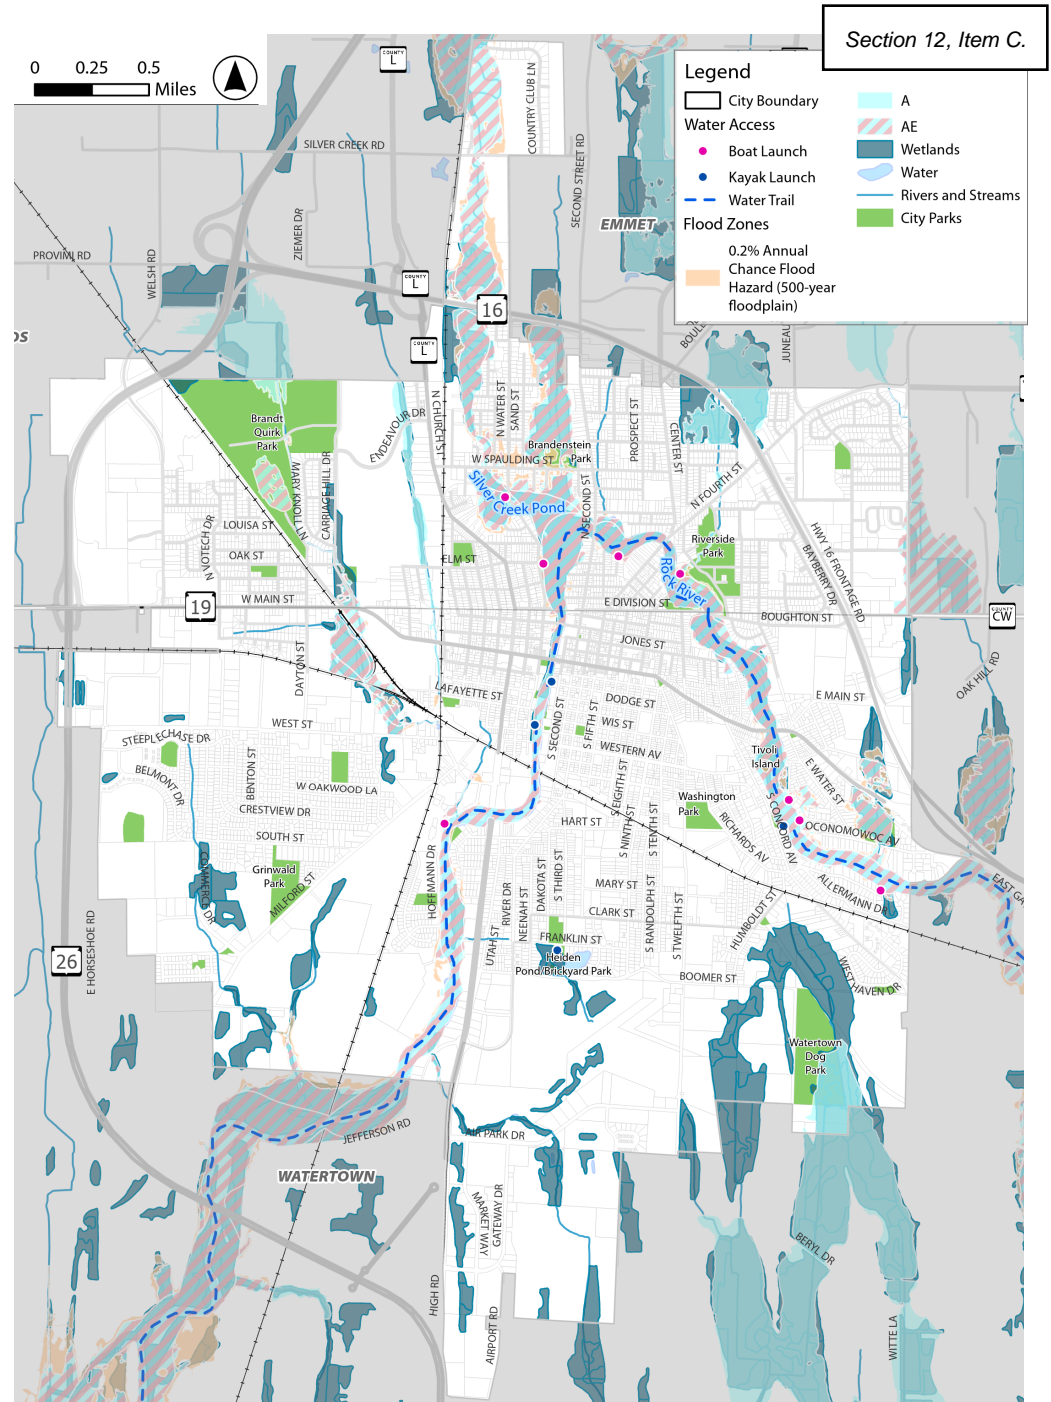 Section 12, Item C.
0 0.25 0.5
Miles
Legend
City Boundary
Water Access
Boat Launch
Kayak Launch
Water Trail
Flood Zones
0.2% Annual
Chance Flood
Hazard (500-year
floodplain)
A
AE
Wetlands
Water
Rivers and Streams
City Parks
COUNTY
L
COUNTRY CLUB LN
SILVER CREEK RD
SECOND STREET RD
ZIEMER DR
EMMET
PROVIMI RD
WELSH RD
COUNTY
L
16
COUNTY
L
JUNEAU
N CHURCH ST
N WATER ST
SAND ST
PROSPECT ST
CENTER ST
ENDEAVOUR DR
Brandt
Quirk
Park
Brandenstein
Park
W SPAULDING ST
MARY KNOLL LN
CARRIAGE HILL DR
Silver Creek Pond
N SECOND ST
N FOURTH ST
LOUISA ST
N VOTECH DR
OAK ST
ELM ST
Riverside
Park
Rock River
HWY 16 FRONTAGE RD
BAYBERRY DR
W MAIN ST
19
E DIVISION ST
BOUGHTON ST
COUNTY
CW
JONES ST
DAYTON ST
OAK HILL RD
LAFAYETTE ST
DODGE ST
E MAIN ST
WEST ST
S SECOND ST
S FIFTH ST
WIS ST
WESTERN AV
STEEPLECHASE DR
Tivoli
Island
BELMONT DR
BENTON ST
W OAKWOOD LA
E WATER ST
S EIGHTH ST
Washington
Park
CRESTVIEW DR
S CONCORD AV
HART ST
S NINTH ST
S TENTH ST
RICHARDS AV
OCONOMOWOC AV
SOUTH ST
COMMERCE DR
Grinwald
Park
MILFORD ST
HOFFMANN DR
RIVER DR
NEENAH ST
DAKOTA ST
S THIRD ST
MARY ST
ALLERMANN DR
EAST GA
CLARK ST
S RANDOLPH ST
S TWELFTH ST
HUMBOLDT ST
E HORSESHOE RD
26
UTAH ST
FRANKLIN ST
Heiden
Pond/Brickyard Park
BOOMER ST
WESTHAVEN DR
Watertown
Dog
Park
JEFFERSON RD
AIR PARK DR
WATERTOWN
MARKET WAY
GATEWAY DR
BERYL DR
HIGH RD
AIRPORT RD
WITTE LA